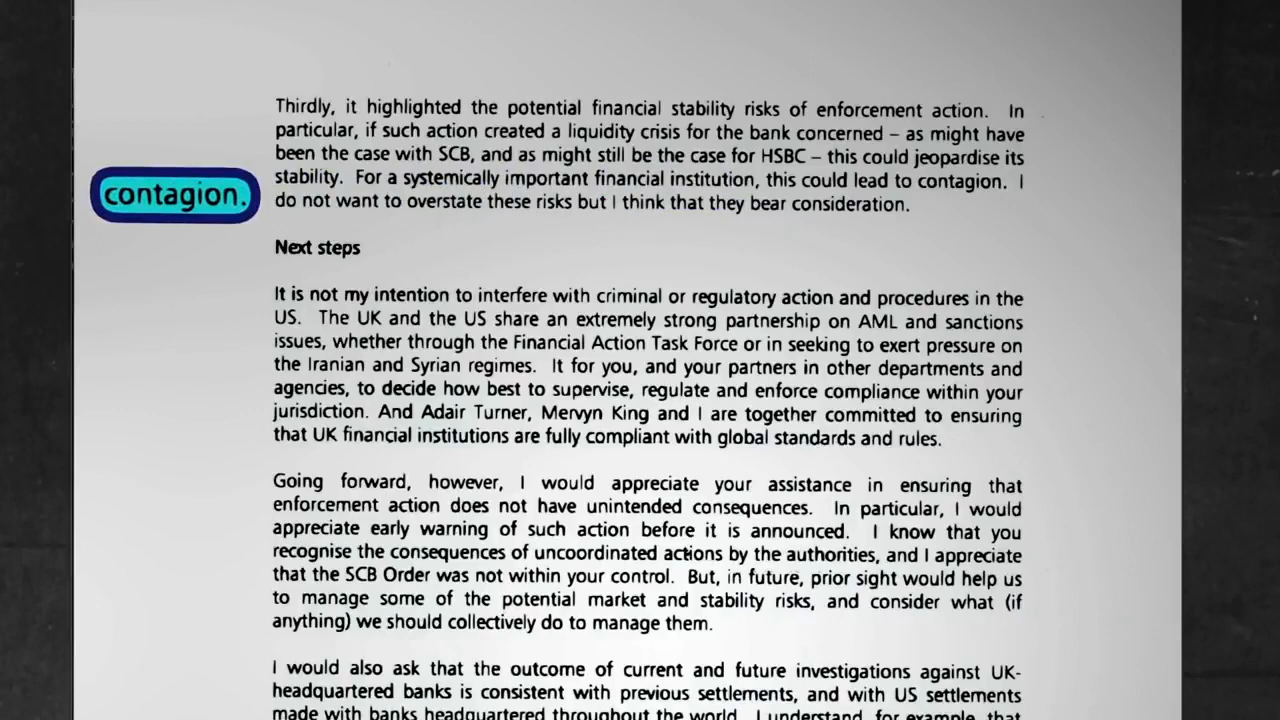 Thirdly, it highlighted the potential financial stability risks of enforcement action. In
particular, if such action created a liquidity crisis for the bank concerned – as might have
been the case with SCB, and as might still be the case for HSBC – this could jeopardise its
stability. For a systemically important financial institution, this could lead to contagion. I
contagion.
do not want to overstate these risks but I think that they bear consideration.
Next steps
It is not my intention to interfere with criminal or regulatory action and procedures in the
US. The UK and the US share an extremely strong partnership on AML and sanctions
issues, whether through the Financial Action Task Force or in seeking to exert pressure on
the Iranian and Syrian regimes. It for you, and your partners in other departments and
agencies, to decide how best to supervise, regulate and enforce compliance within your
jurisdiction. And Adair Turner, Mervyn King and I are together committed to ensuring
that UK financial institutions are fully compliant with global standards and rules.
Going forward, however, I would appreciate your assistance in ensuring that
enforcement action does not have unintended consequences. In particular, I would
appreciate early warning of such action before it is announced. I know that you
recognise the consequences of uncoordinated actions by the authorities, and I appreciate
that the SCB Order was not within your control. But, in future, prior sight would help us
to manage some of the potential market and stability risks, and consider what (if
anything) we should collectively do to manage them.
I would also ask that the outcome of current and future investigations against UK-
headquartered banks is consistent with previous settlements, and with US settlements
made with banks headquartered throughout the world. I understand, for example, that